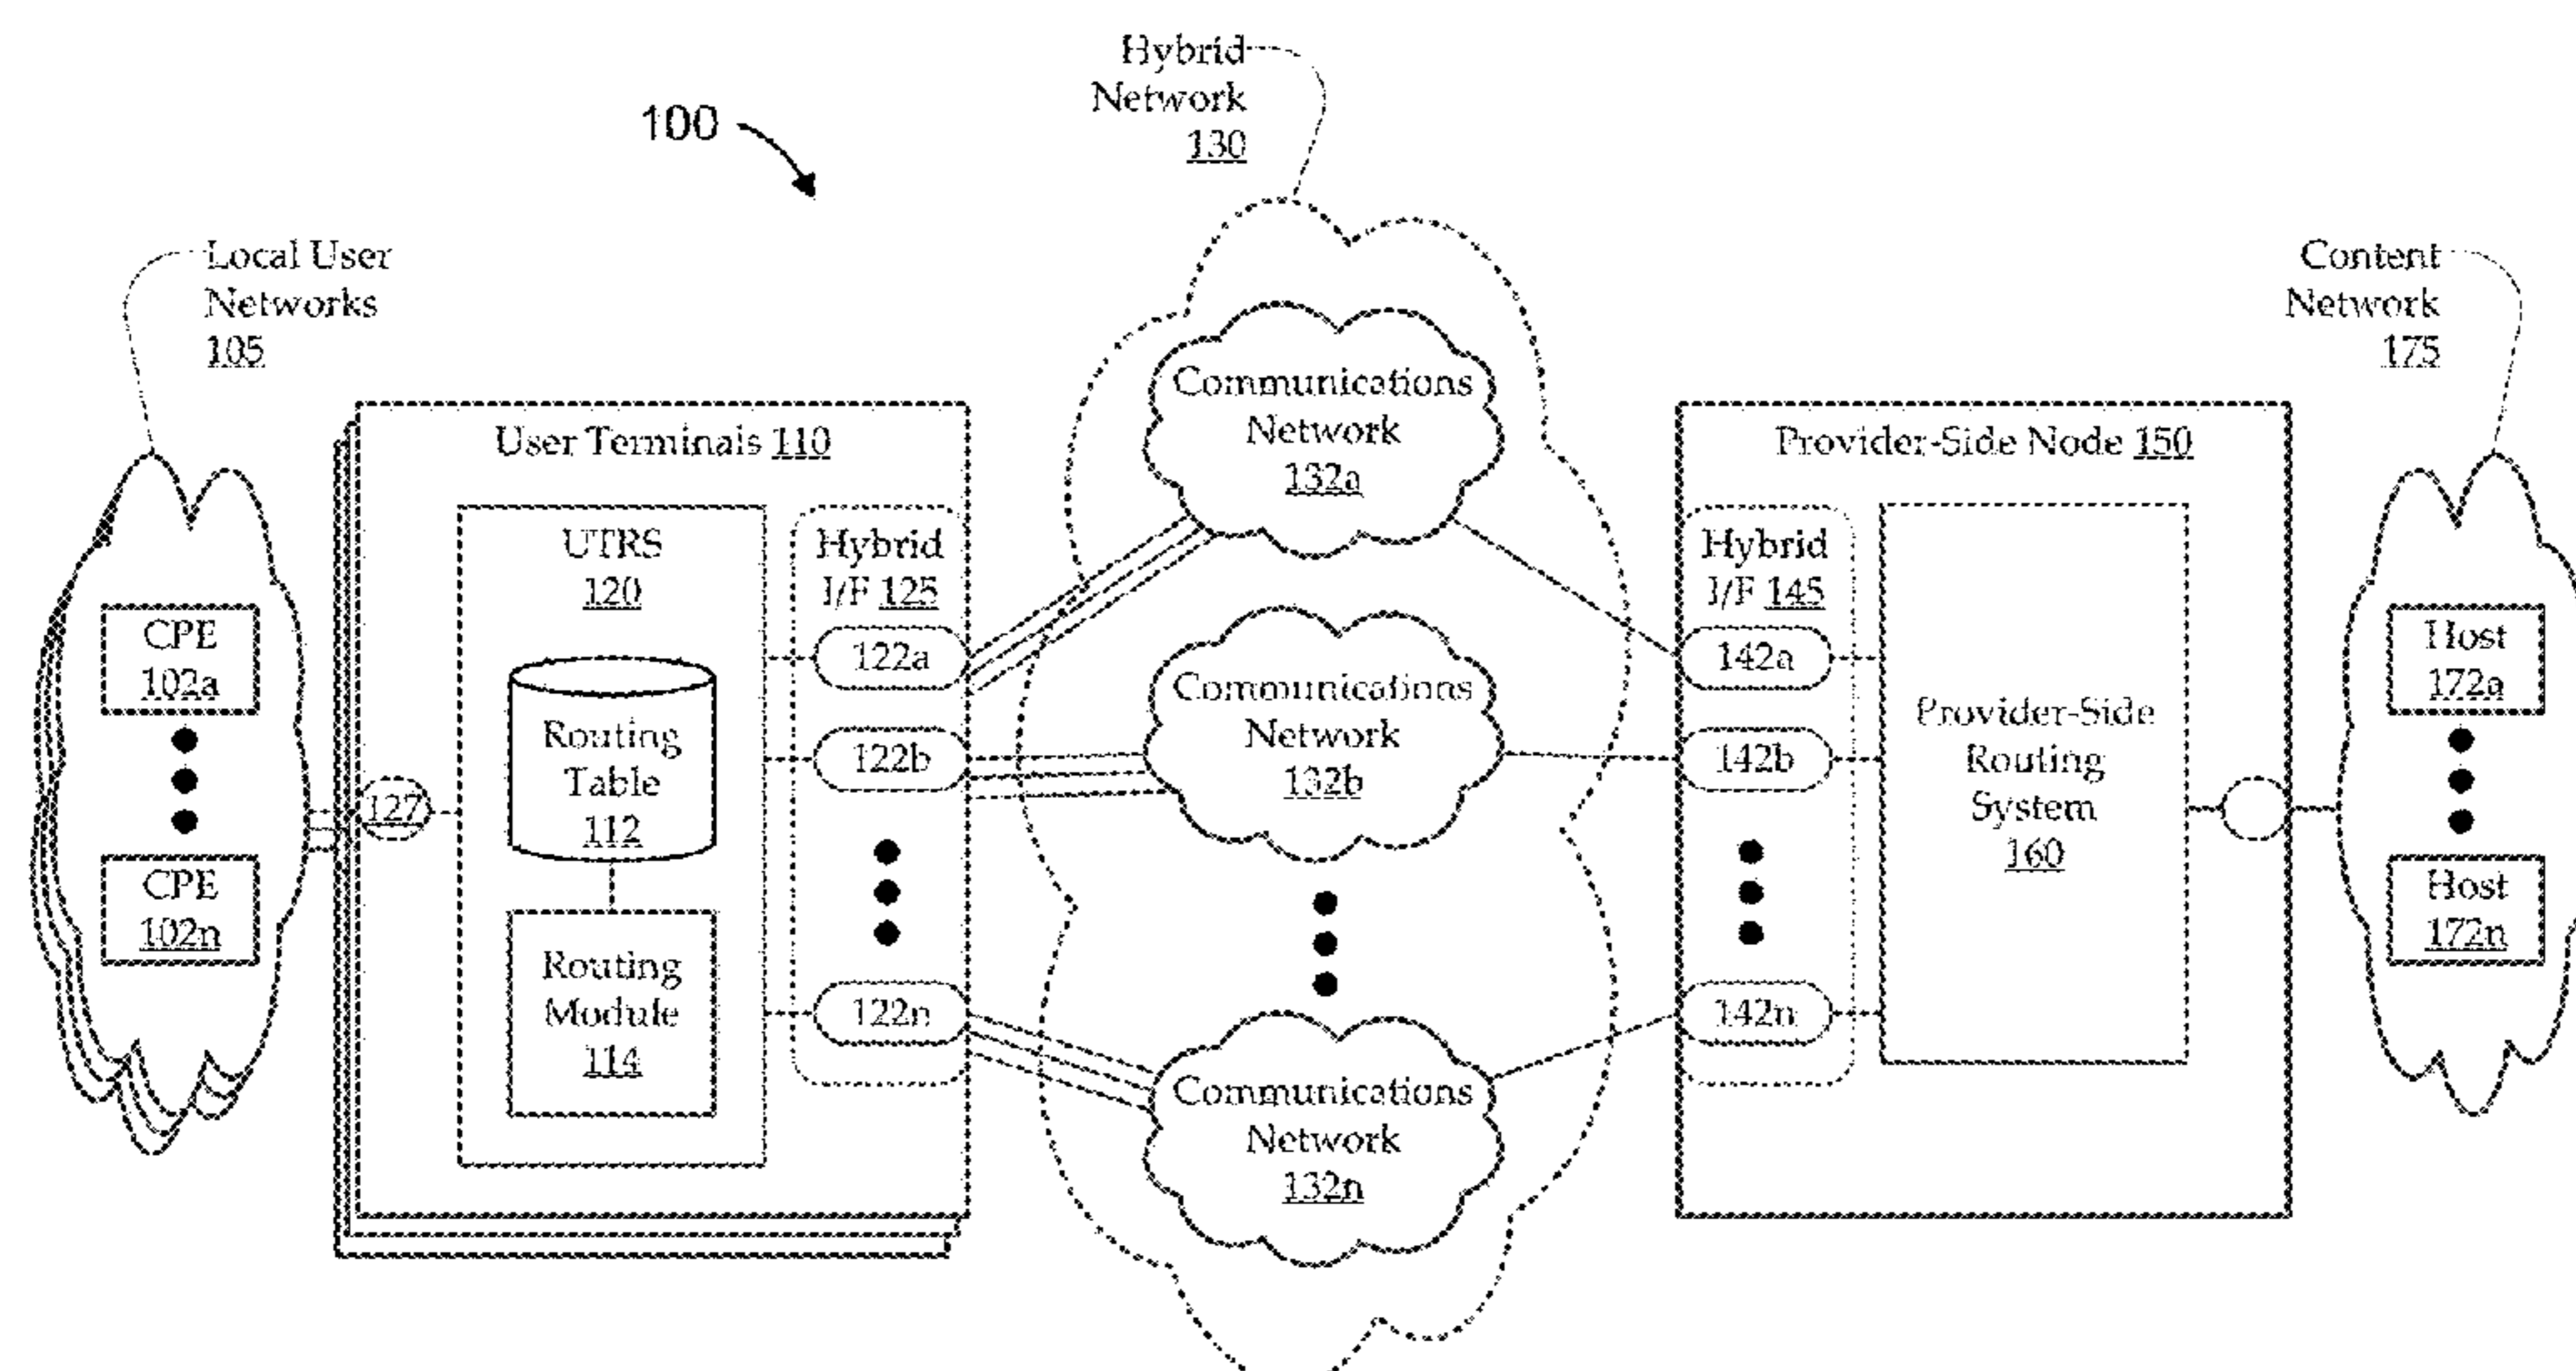 Hybrid
Network
130
100
Local User
Networks
105
Content
Network
175
User Terminals 110
UTRS
120
Routing
Table
112
Routing
Module
114
Hybrid
I/F 125
122a
122b
122n
127
CPE
102a
CPE
102n
Communications
Network
132a
Communications
Network
132b
Communications
Network
132n
Provider-Side Node 150
Hybrid
I/F 145
142a
142b
142n
Provider-Side
Routing
System
160
Host
172a
Host
172n